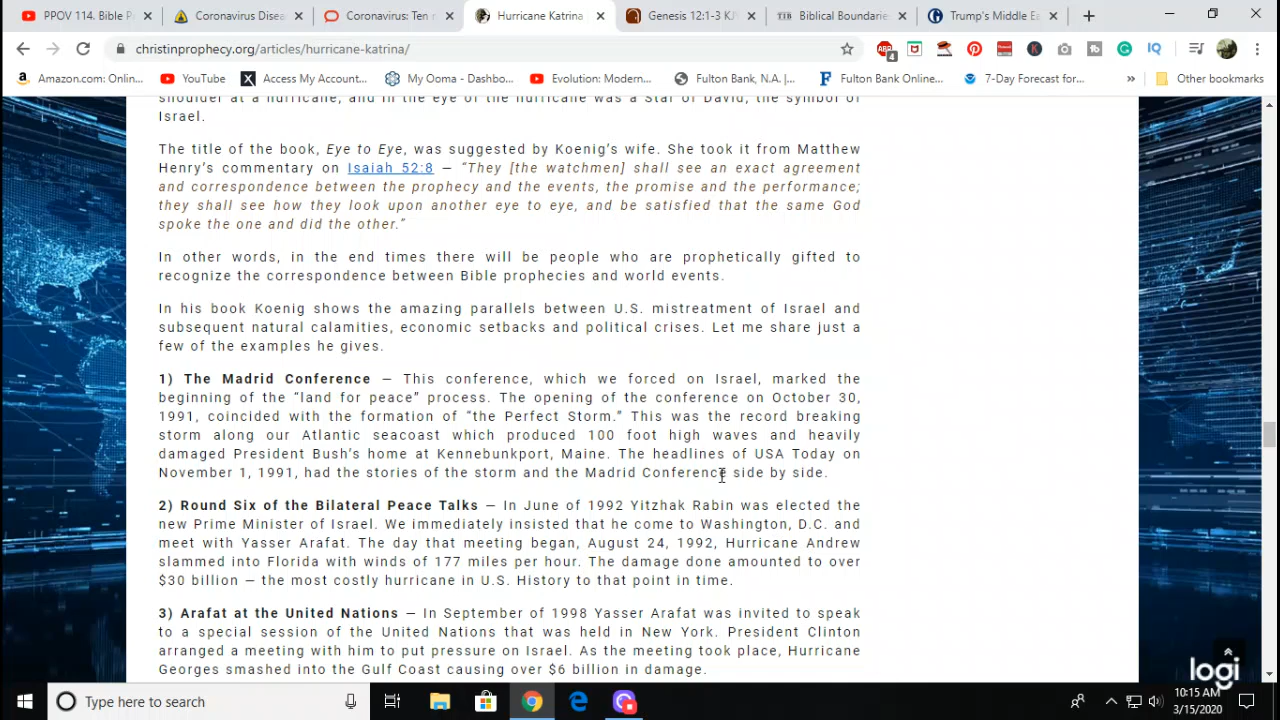 PPOV 114. Bible P
Coronavirus Disea
Coronavirus: Ten r
Hurricane Katrina
Genesis 12:1-3 KJ
Biblical Boundarie
Trump's Middle Ea
christinprophecy.org/articles/hurricane-katrina/
4
Amazon.com: Onlin...
YouTube
Access My Account...
My Ooma - Dashbo...
Evolution: Modern...
Fulton Bank, N.A. |...
Fulton Bank Online...
7-Day Forecast for...
»
Other bookmarks
shoulder at a hurricane, and in the eye of the hurricane was a Star of David, the symbol of
Israel.
The title of the book, Eye to Eye, was suggested by Koenig's wife. She took it from Matthew
Henry's commentary on Isaiah 52:8 — “They [the watchmen] shall see an exact agreement
and correspondence between the prophecy and the events, the promise and the performance;
they shall see how they look upon another eye to eye, and be satisfied that the same God
spoke the one and did the other.”
In other words, in the end times there will be people who are prophetically gifted to
recognize the correspondence between Bible prophecies and world events.
In his book Koenig shows the amazing parallels between U.S. mistreatment of Israel and
subsequent natural calamities, economic setbacks and political crises. Let me share just a
few of the examples he gives.
1) The Madrid Conference — This conference, which we forced on Israel, marked the
beginning of the “land for peace” process. The opening of the conference on October 30,
1991, coincided with the formation of “the Perfect Storm.” This was the record breaking
storm along our Atlantic seacoast which produced 100 foot high waves and heavily
damaged President Bush's home at Kennebunkport, Maine. The headlines of USA Today on
November 1, 1991, had the stories of the storm and the Madrid Conference side by side.
2) Round Six of the Bilateral Peace Talks — In June of 1992 Yitzhak Rabin was elected the
new Prime Minister of Israel. We immediately insisted that he come to Washington, D.C. and
meet with Yasser Arafat. The day that meeting began, August 24, 1992, Hurricane Andrew
slammed into Florida with winds of 177 miles per hour. The damage done amounted to over
$30 billion — the most costly hurricane in U.S. History to that point in time.
3) Arafat at the United Nations — In September of 1998 Yasser Arafat was invited to speak
to a special session of the United Nations that was held in New York. President Clinton
arranged a meeting with him to put pressure on Israel. As the meeting took place, Hurricane
Georges smashed into the Gulf Coast causing over $6 billion in damage.
logi
Type here to search
10:15 AM
3/15/2020